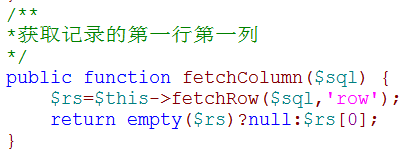 /**
*获取记录的第一行第一列
*/
public function fetchColumn($sql) {
$rs=$this->fetchRow($sql,'row');
return empty($rs)?null:$rs[0];
}